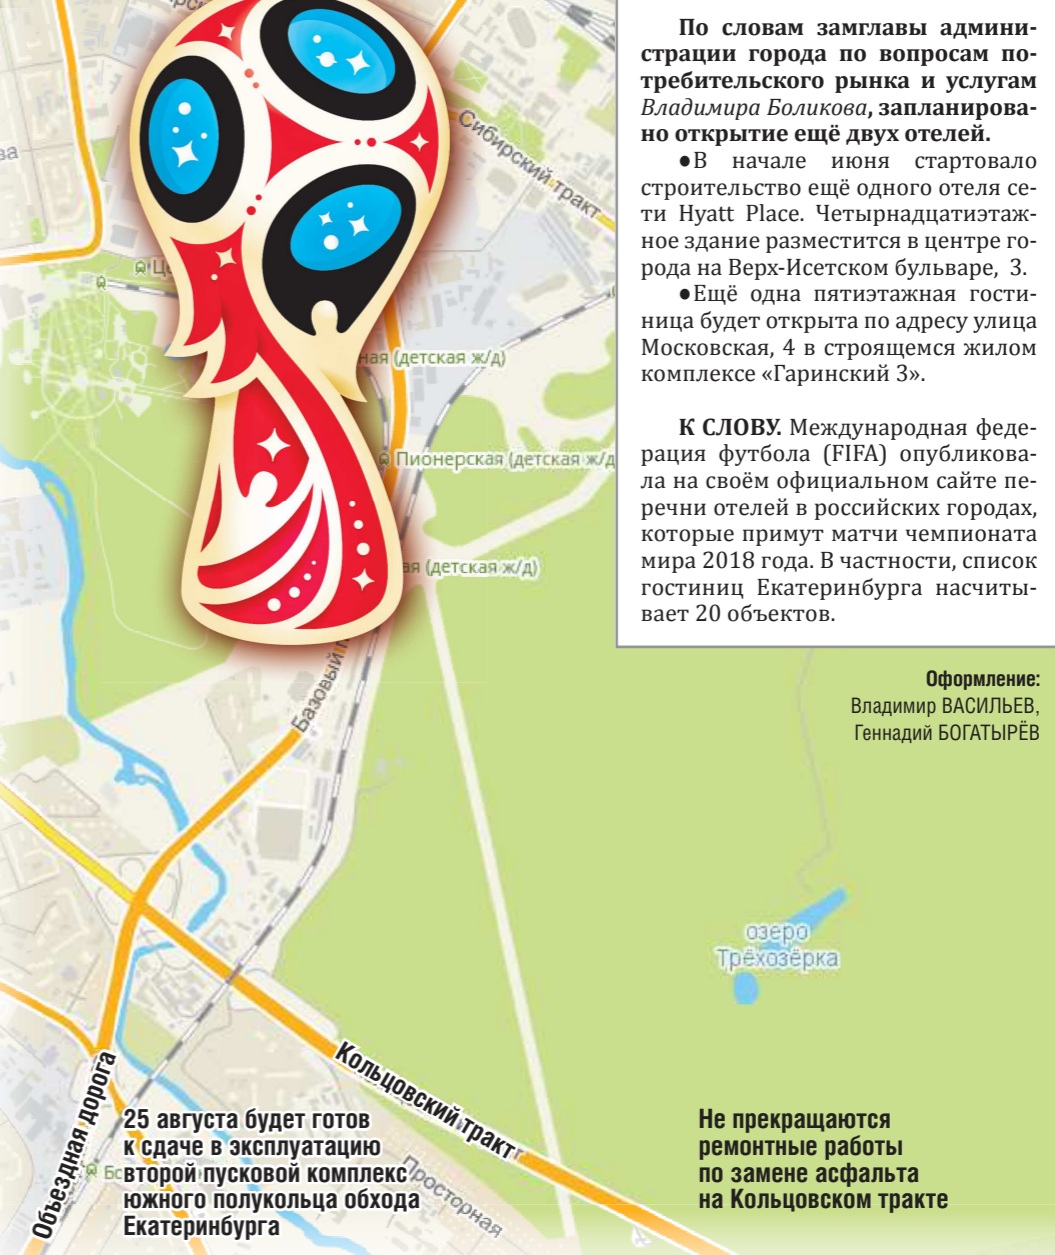 По словам замглавы админи-
страции города по вопросам по-
требительского рынка и услугам
Владимира Боликова, запланирова-
но открытие ещё двух отелей.
●В начале июня стартовало
строительство ещё одного отеля се-
ти Hyatt Place. Четырнадцатиэтаж-
ное здание разместится в центре го-
рода на Верх-Исетском бульваре, 3.
●Ещё одна пятиэтажная гости-
ница будет открыта по адресу улица
Московская, 4 в строящемся жилом
комплексе «Гаринский 3».
К СЛОВУ. Международная феде-
рация футбола (FIFA) опубликова-
ла на своём официальном сайте пе-
речни отелей в российских городах,
которые примут матчи чемпионата
мира 2018 года. В частности, список
гостиниц Екатеринбурга насчиты-
вает 20 объектов.
Оформление:
Владимир ВАСИЛЬЕВ,
Геннадий БОГАТЫРЁВ
Сибирский тракт
ная (детская ж/д)
Пионерская (детская ж/д
ая (детская ж/д)
Базовый п
озеро
Трёхозёрка
Объездная дорога
Кольцовский тракт
Просторная
25 августа будет готов
к сдаче в эксплуатацию
второй пусковой комплекс
южного полукольца обхода
Екатеринбурга
Не прекращаются
ремонтные работы
по замене асфальта
на Кольцовском тракте